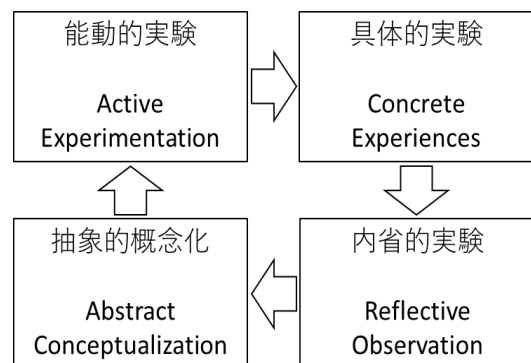 能動的実験
Active
Experimentation
具体的実験
Concrete
Experiences
抽象的概念化
Abstract
Conceptualization
内省的実験
Reflective
Observation